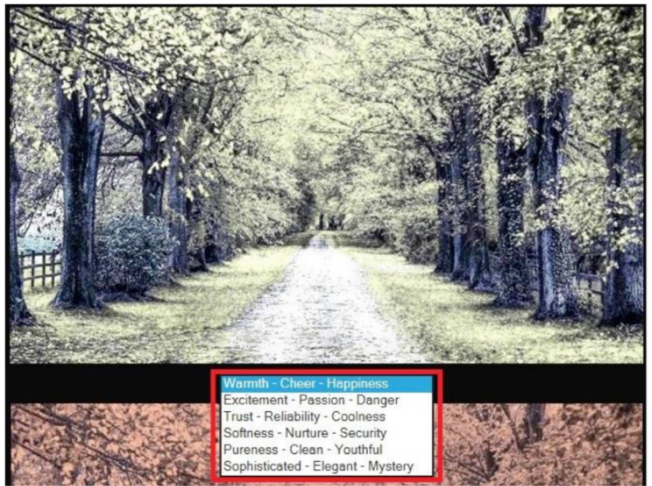 Warmth - Cheer - Happiness
Excitement - Passion - Danger
Trust - Reliability - Coolness
Softness - Nurture - Security
Pureness - Clean - Youthful
Sophisticated - Elegant - Mystery